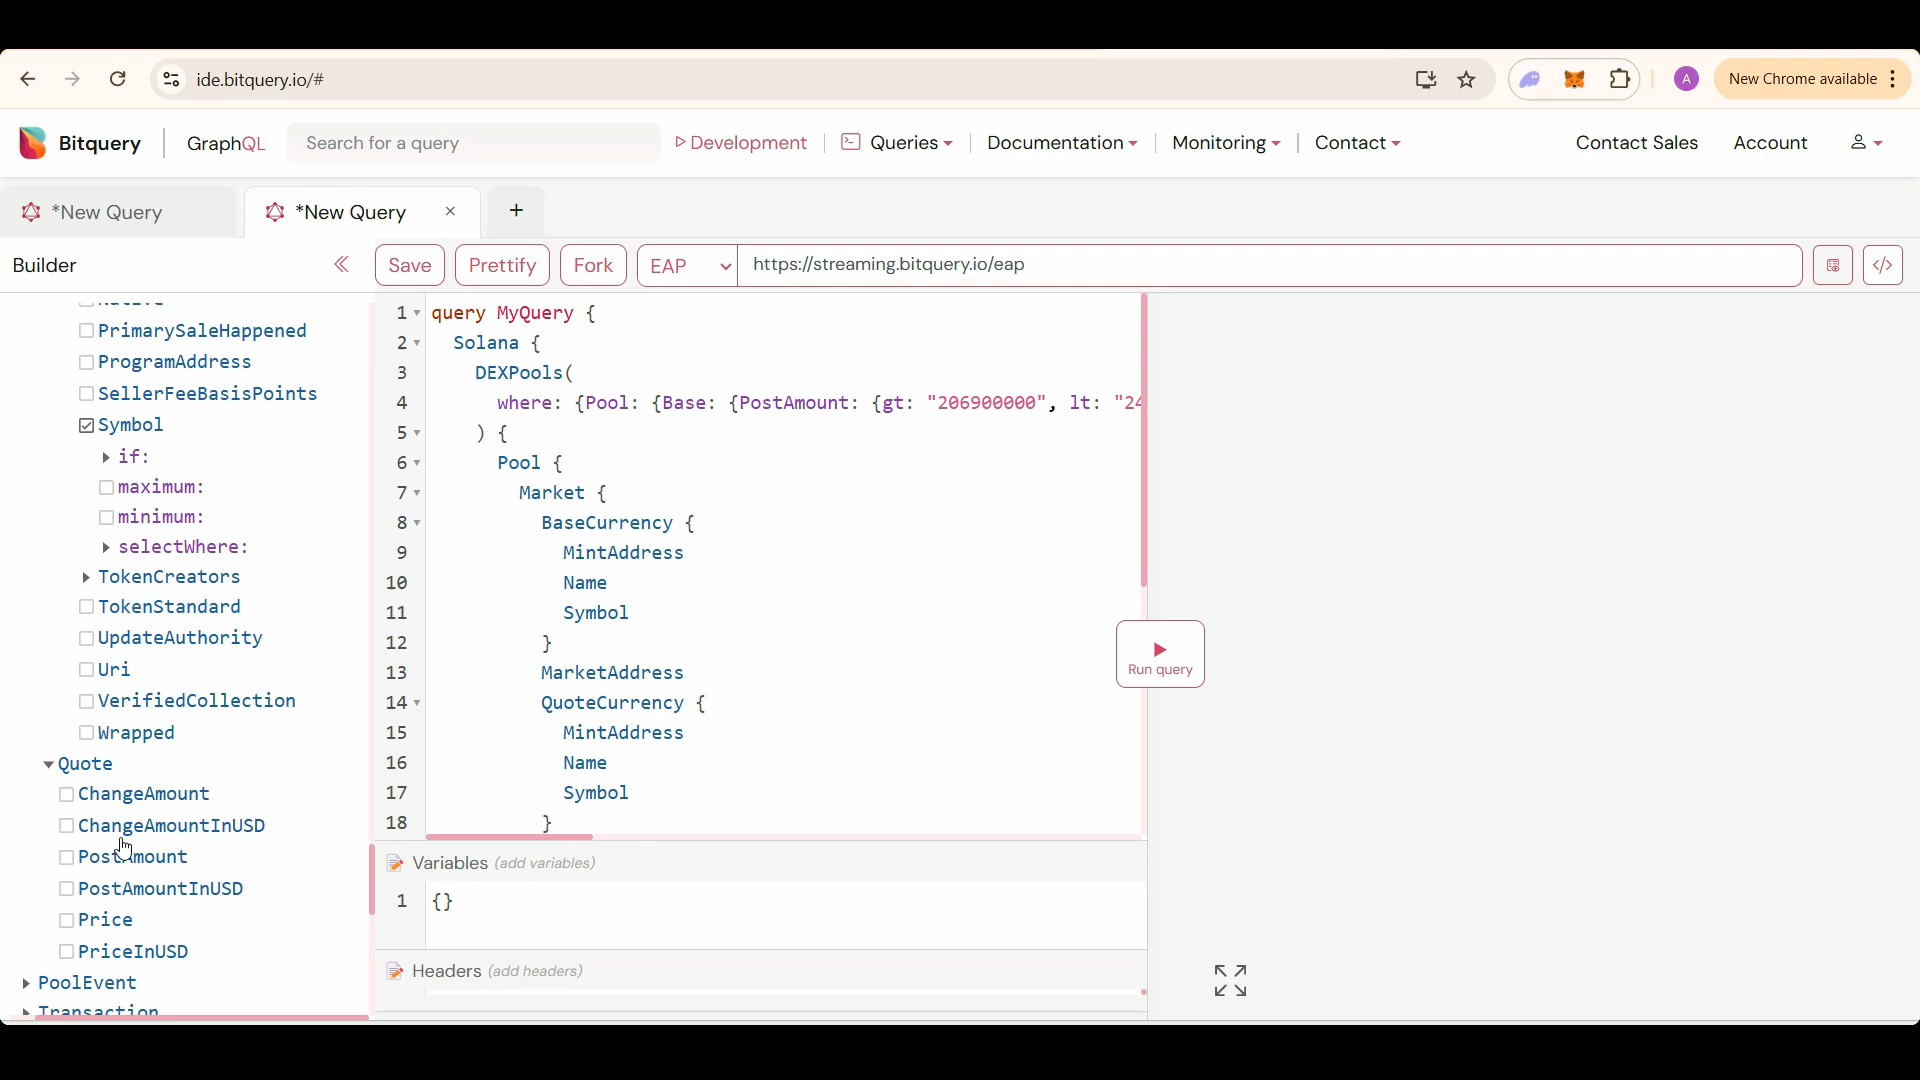 ide.bitquery.io/#
A
New Chrome available
Bitquery
GraphQL
Search for a query
Development
Queries
Documentation
Monitoring
Contact
Contact Sales
Account
*New Query
*New Query
Builder
Save
Prettify
Fork
EAP
https://streaming.bitquery.io/eap
PrimarySaleHappened
ProgramAddress
SellerFeeBasisPoints
Symbol
if:
maximum:
minimum:
selectWhere:
TokenCreators
TokenStandard
UpdateAuthority
Uri
VerifiedCollection
Wrapped
Quote
ChangeAmount
ChangeAmountInUSD
PostAmount
PostAmountInUSD
Price
PriceInUSD
PoolEvent
Transaction
1 query MyQuery {
2 Solana {
3 DEXPools(
4 where: {Pool: {Base: {PostAmount: {gt: "206900000", lt: "24
5 ) {
6 Pool {
7 Market {
8 BaseCurrency {
9 MintAddress
10 Name
11 Symbol
12 }
13 MarketAddress
14 QuoteCurrency {
15 MintAddress
16 Name
17 Symbol
18 }
Run query
Variables (add variables)
1 {}
Headers (add headers)